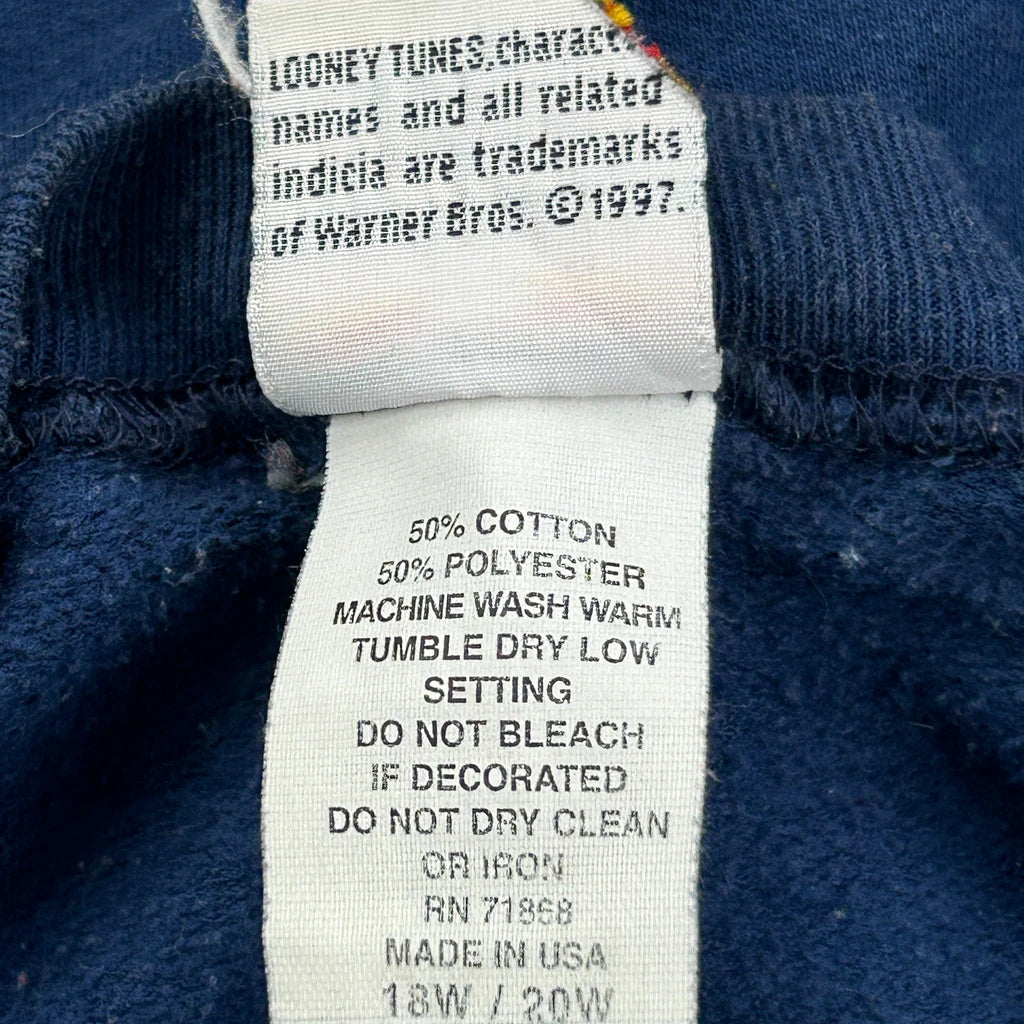 LOONEY TUNES, charac
names and all related
indicia are trademarks
of Warner Bros. ©1997.
50% COTTON
50% POLYESTER
MACHINE WASH WARM
TUMBLE DRY LOW
SETTING
DO NOT BLEACH
IF DECORATED
DO NOT DRY CLEAN
OR IRON
RN 71868
MADE IN USA
18W / 20W